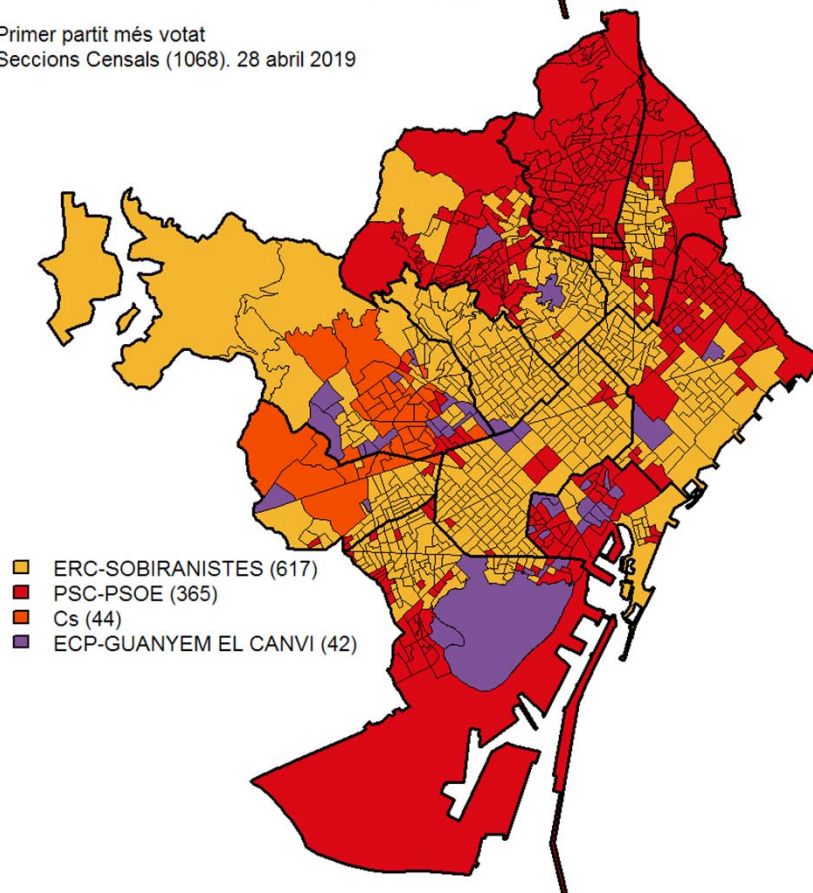 Primer partit més votat
Seccions Censals (1068). 28 abril 2019
ERC-SOBIRANISTES (617)
PSC-PSOE (365)
Cs (44)
ECP-GUANYEM EL CANVI (42)